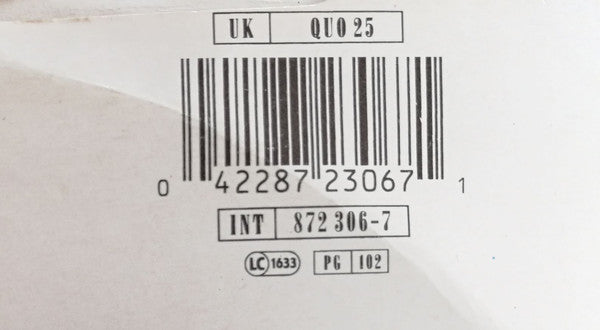 UK QUO 25
0 42287 23067 1
INT 872 306-7
LC 1633 PG 102